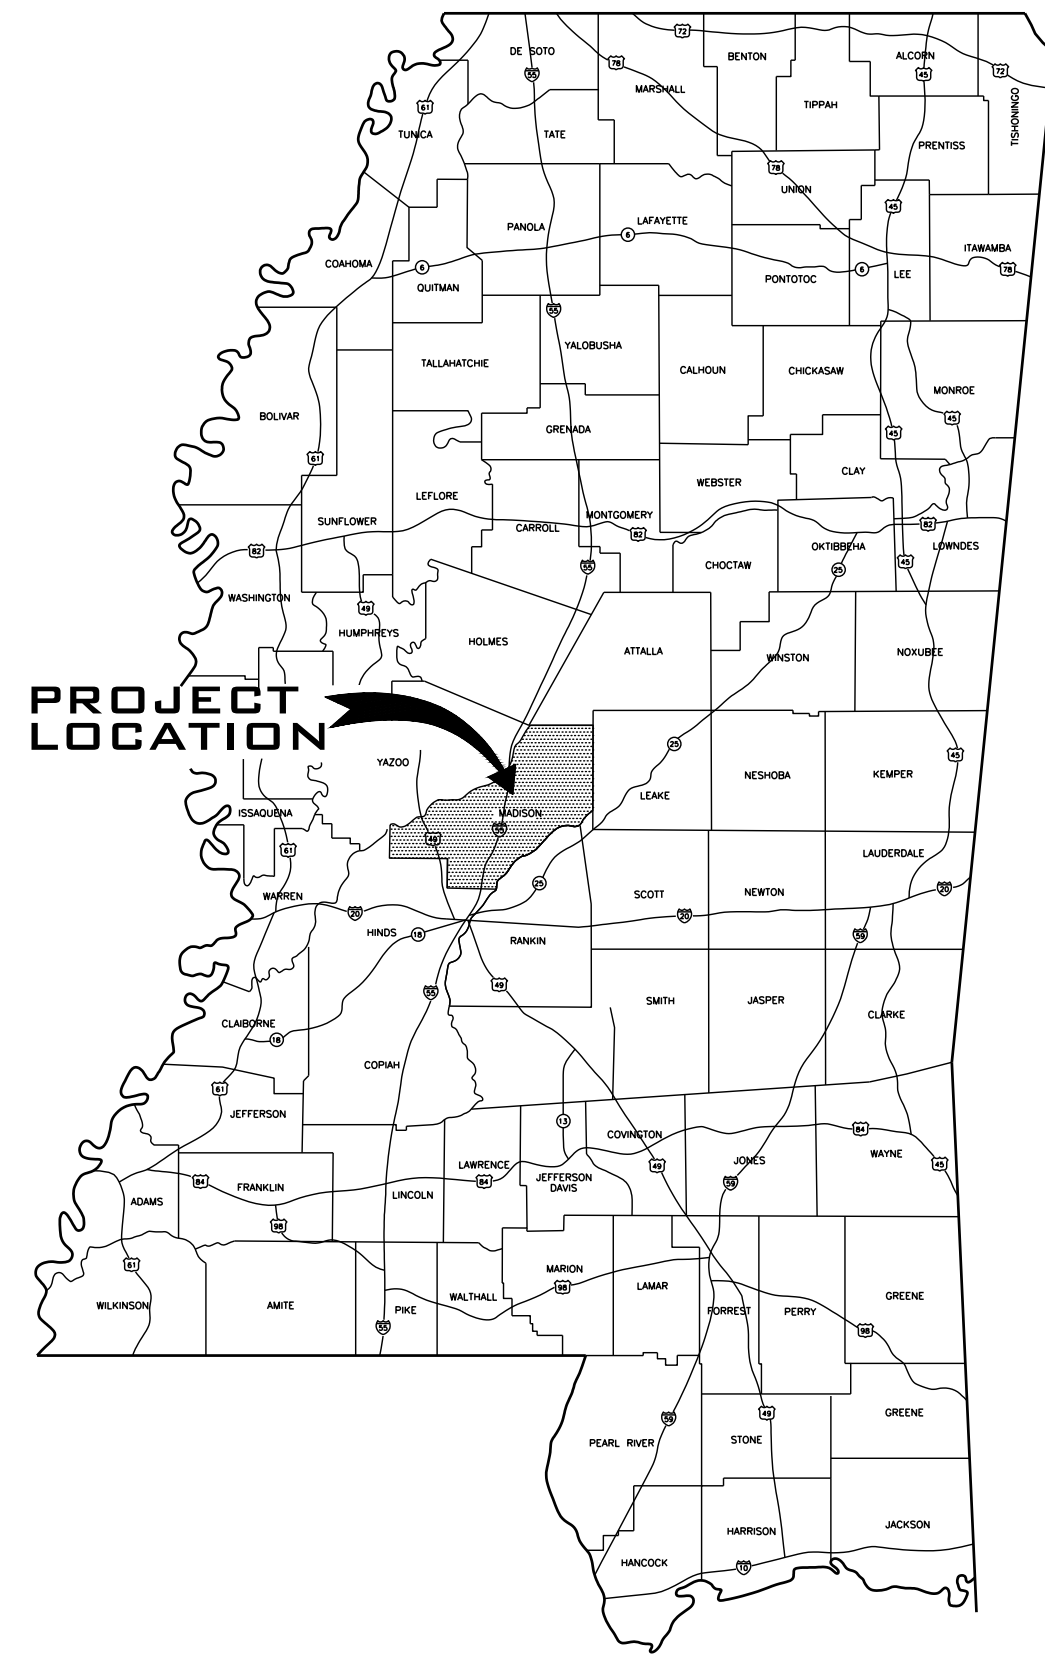 72
DE SOTO
BENTON
ALCORN
78
72
55
45
MARSHALL
TIPPAH
TISHONINGO
61
TUNICA
TATE
PRENTISS
78
UNION
45
PANOLA
LAFAYETTE
6
ITAWAMBA
COAHOMA
6
6
LEE
78
QUITMAN
PONTOTOC
55
YALOBUSHA
TALLAHATCHIE
CALHOUN
CHICKASAW
MONROE
BOLIVAR
45
GRENADA
45
61
CLAY
WEBSTER
LEFLORE
MONTGOMERY
SUNFLOWER
CARROLL
82
82
OKTIBBEHA
LOWNDES
82
45
CHOCTAW
55
25
WASHINGTON
49
HUMPHREYS
HOLMES
ATTALLA
WINSTON
NOXUBEE
PROJECT
LOCATION
25
45
YAZOO
NESHOBA
KEMPER
LEAKE
ISSAQUENA
MADISON
55
49
61
LAUDERDALE
25
SCOTT
NEWTON
20
WARREN
20
20
HINDS
18
RANKIN
59
49
55
SMITH
JASPER
CLARKE
CLAIBORNE
18
COPIAH
61
JEFFERSON
13
84
COVINGTON
WAYNE
LAWRENCE
49
JONES
45
84
84
JEFFERSON
DAVIS
59
FRANKLIN
LINCOLN
ADAMS
98
61
MARION
98
LAMAR
WALTHALL
GREENE
WILKINSON
AMITE
PIKE
FORREST
PERRY
55
98
59
49
GREENE
PEARL RIVER
STONE
HARRISON
JACKSON
HANCOCK
10